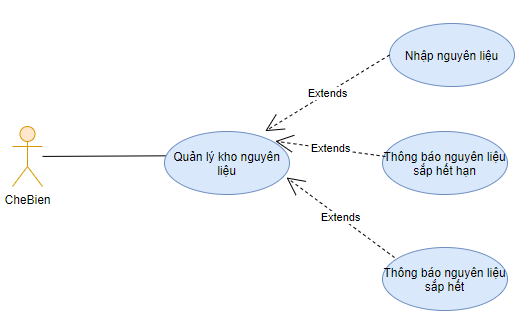 Nhập nguyên liệu
Extends
Quản lý kho nguyên
liệu
Extends
Thông báo nguyên liệu
sắp hết hạn
CheBien
Extends
Thông báo nguyên liệu
sắp hết